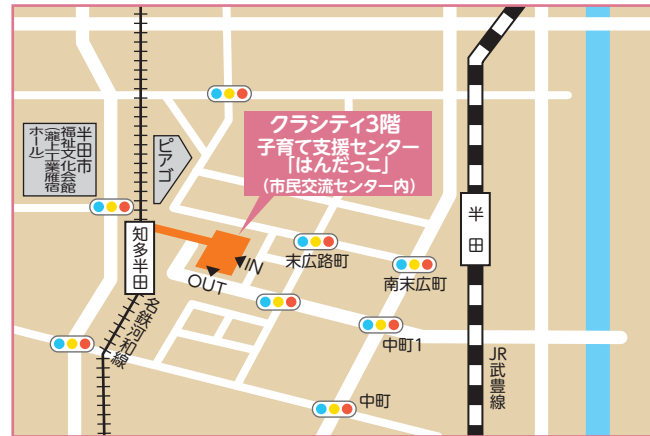 クラシティ3階
子育て支援センター
「はんだっこ」
(市民交流センター内)
半田市
福祉文化会館
(瀧上工業雁宿
ホール)
ピアゴ
知多半田
半田
IN
OUT
末広路町
南末広町
名鉄河和線
中町1
JR武豊線
中町